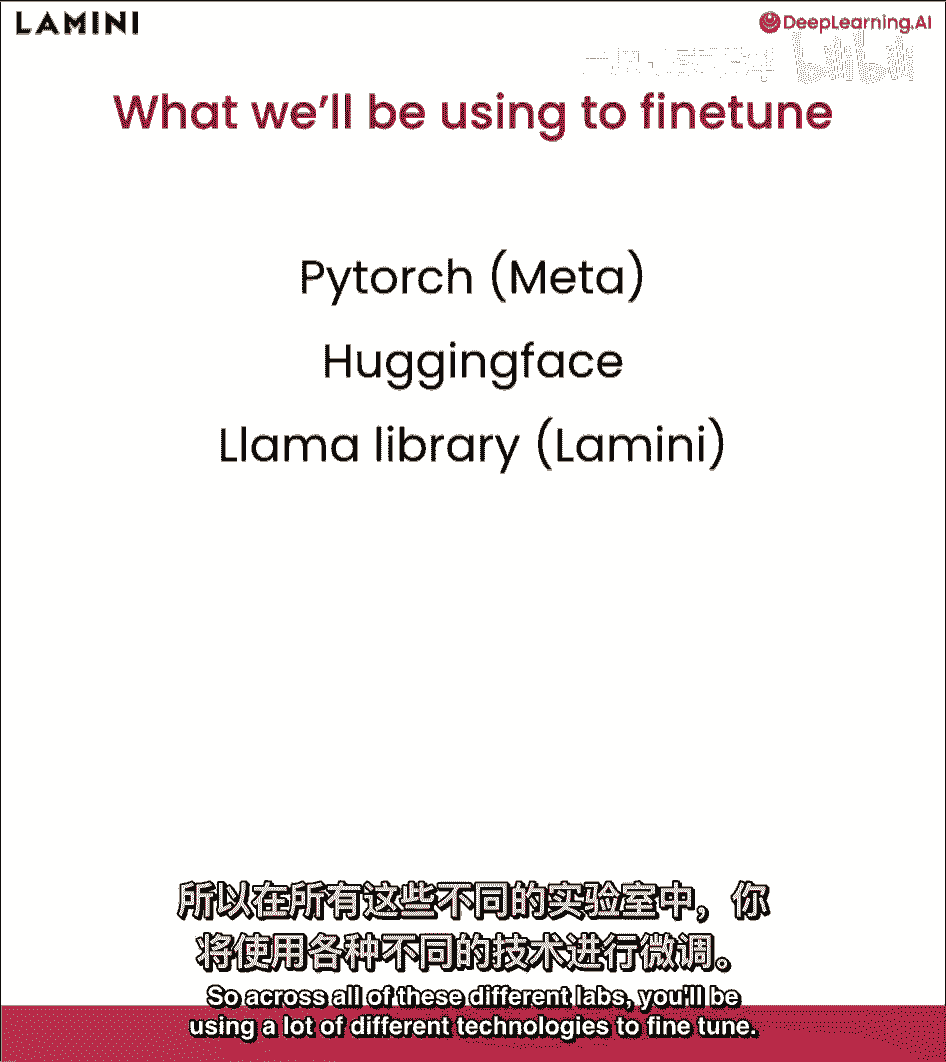 LAMINI
DeepLearning.AI
bilibili
What we'll be using to finetune
Pytorch (Meta)
Huggingface
Llama library (Lamini)
所以在所有这些不同的实验室中，你
将使用各种不同的技术进行微调。
So across all of these different labs, you'll be
using a lot of different technologies to fine tune.